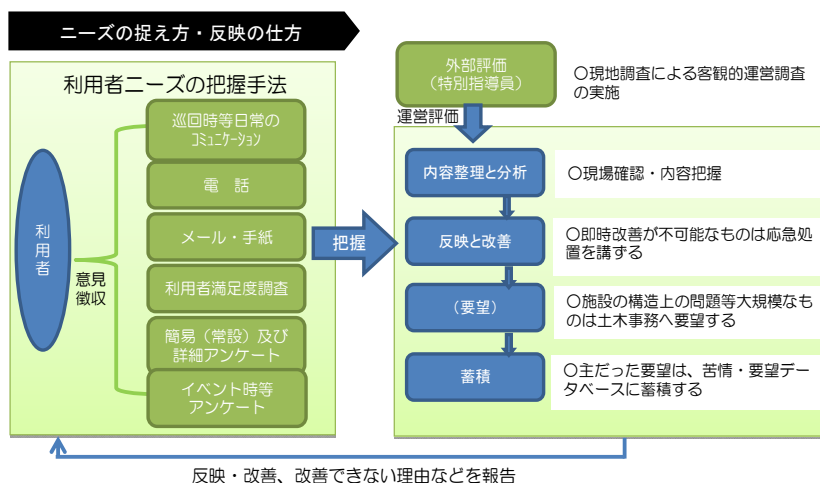 ニーズの捉え方・反映の仕方
利用者ニーズの把握手法
利用者
意見
徴収
巡回時等日常の
ｺﾐｭﾆｹｰｼｮﾝ
電　話
メール・手紙
利用者満足度調査
簡易（常設）及び
詳細アンケート
イベント時等
アンケート
把握
外部評価
（特別指導員）
運営評価
〇現地調査による客観的運営調査
の実施
内容整理と分析
〇現場確認・内容把握
反映と改善
〇即時改善が不可能なものは応急処
置を講ずる
（要望）
〇施設の構造上の問題等大規模なも
のは土木事務へ要望する
蓄積
〇主だった要望は、苦情・要望デー
タベースに蓄積する
反映・改善、改善できない理由などを報告